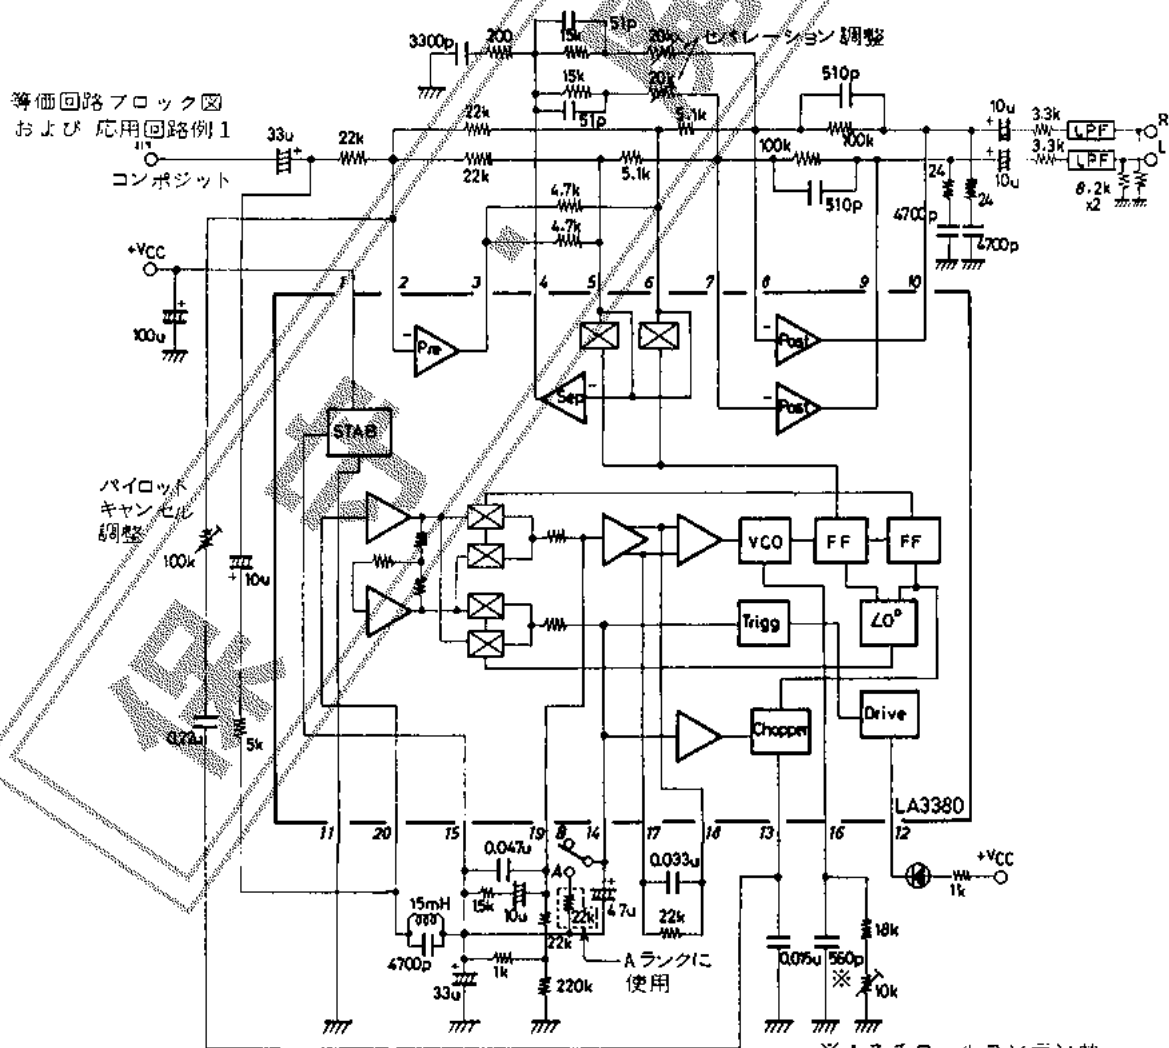 等価回路ブロック図
および 応用回路例1
IN
コンポジット
33u
22k
3300p
200
51p
15k
20k
セパレーション調整
15k
20k
51p
22k
5.1k
22k
5.1k
4.7k
4.7k
510p
100k
100k
510p
10u
3.3k
LPF
R
10u
3.3k
LPF
L
8.2k
x2
24
24
4700p
4700p
+VCC
100u
1 2 3 4 5 6 7 8 9 10
Pre
Sep
Post
Post
STAB
パイロット
キャンセル
調整
100k
10u
0.22u
5k
VCO
FF
FF
Trigg
∠0°
Chopper
Drive
LA3380
11 20 15 19 14 17 18 13 16 12
B
A
0.047u
15k
10u
22k
22k
4.7u
0.033u
22k
15mH
4700p
33u
1k
220k
Aランクに
使用
0.015u
560p
※
18k
10k
1k
+VCC